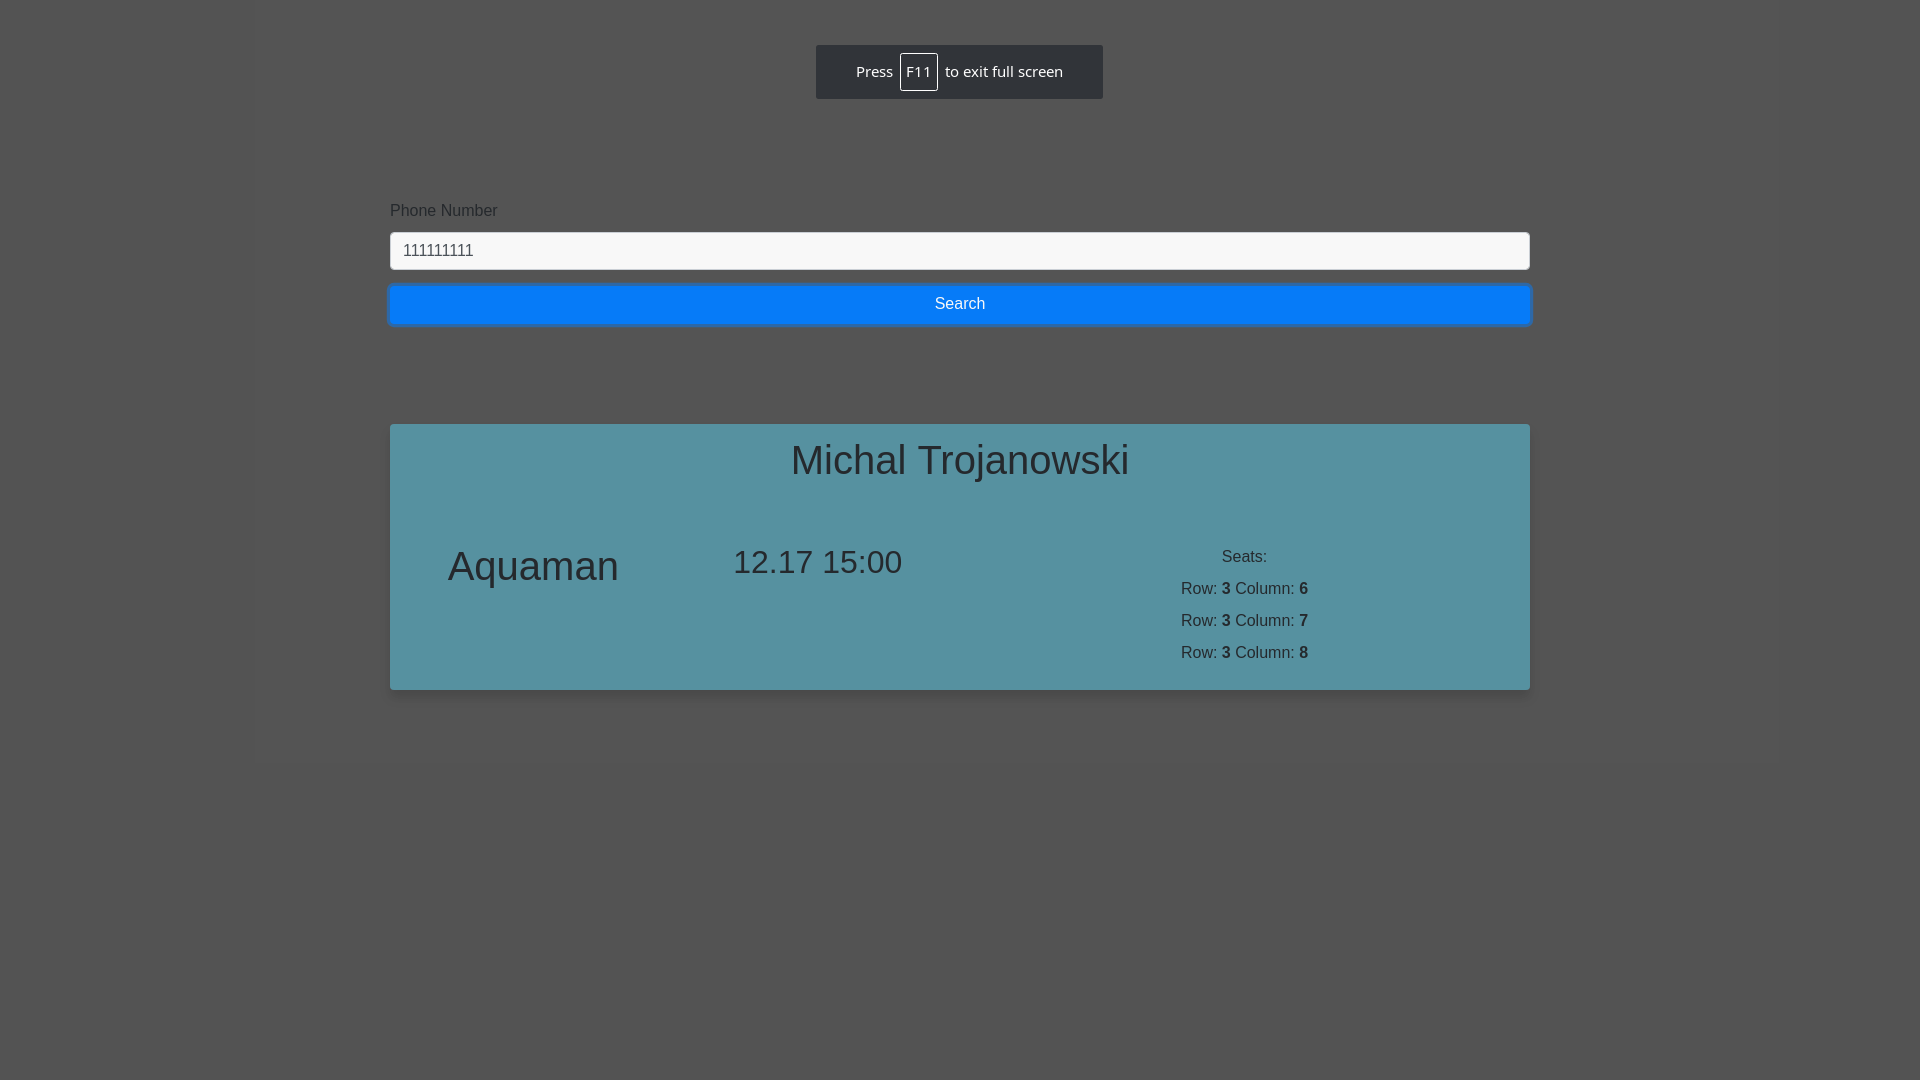 Press F11 to exit full screen
Phone Number
111111111
Search
Michal Trojanowski
Aquaman
12.17 15:00
Seats:
Row: 3 Column: 6
Row: 3 Column: 7
Row: 3 Column: 8